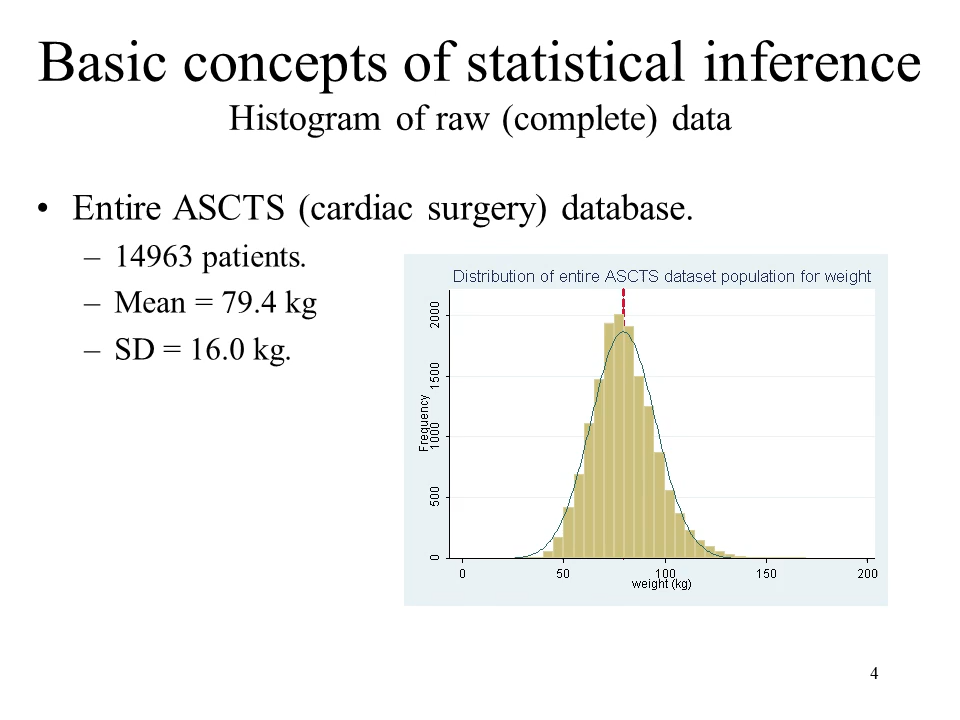 Basic concepts of statistical inference
Histogram of raw (complete) data
• Entire ASCTS (cardiac surgery) database.
– 14963 patients.
– Mean = 79.4 kg
– SD = 16.0 kg.
Distribution of entire ASCTS dataset population for weight
Frequency
2000
1500
1000
500
0
0 50 100 150 200
weight (kg)
4